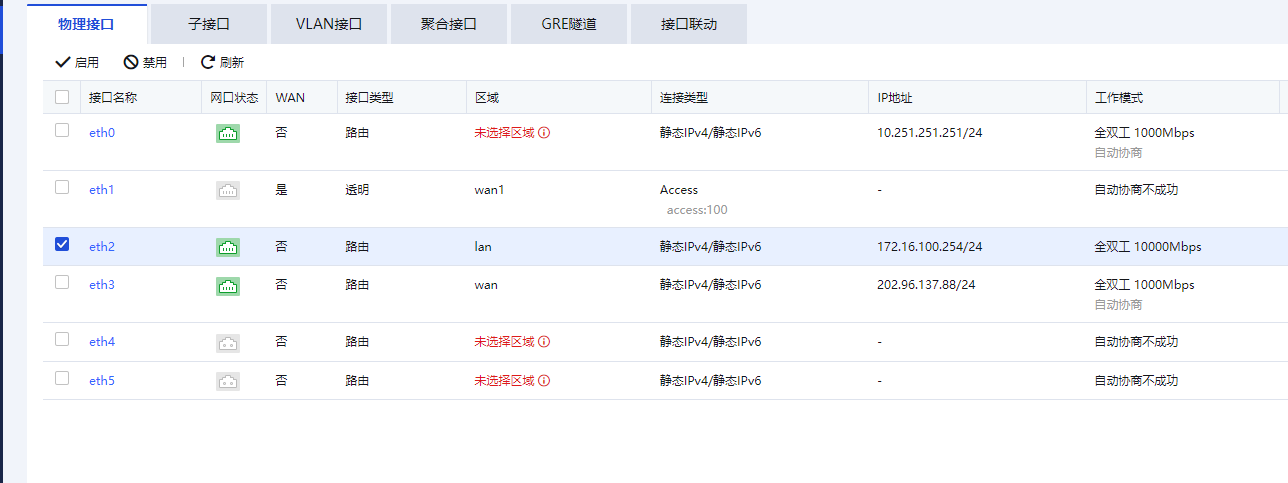 物理接口 子接口 VLAN接口 聚合接口 GRE隧道 接口联动
启用 禁用 刷新
接口名称 网口状态 WAN 接口类型 区域 连接类型 IP地址 工作模式
eth0 否 路由 未选择区域 静态IPv4/静态IPv6 10.251.251.251/24 全双工 1000Mbps
自动协商
eth1 是 透明 wan1 Access - 自动协商不成功
access:100
eth2 否 路由 lan 静态IPv4/静态IPv6 172.16.100.254/24 全双工 10000Mbps
eth3 否 路由 wan 静态IPv4/静态IPv6 202.96.137.88/24 全双工 1000Mbps
自动协商
eth4 否 路由 未选择区域 静态IPv4/静态IPv6 - 自动协商不成功
eth5 否 路由 未选择区域 静态IPv4/静态IPv6 - 自动协商不成功